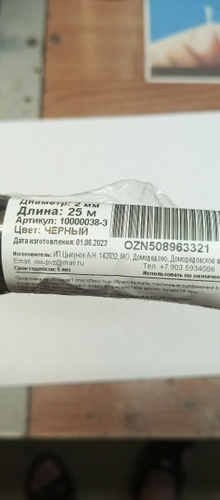 Диаметр: 2 мм
Длина: 25 м
Артикул: 10000038-3
Цвет: ЧЕРНЫЙ
Дата изготовления: 01.06.2023
OZN508963321
Изготовитель: ИП Цыкунов А.Н. 142032, МО, Домодедово, Домодедовское
Email: xxx-pvz@mail.ru
Тел. +7 903 5934086
Срок годности: 5 лет
Использовать по назначен